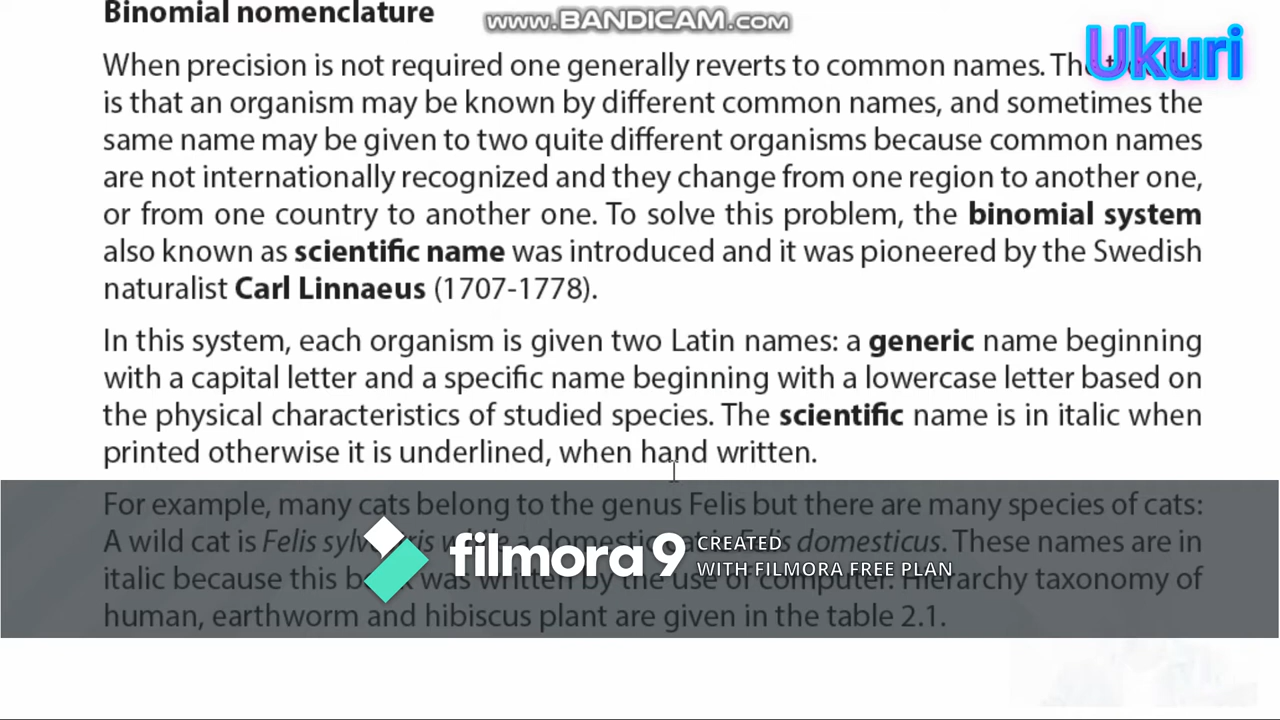 Binomial nomenclature
www.BANDICAM.com
Ukuri
When precision is not required one generally reverts to common names.
is that an organism may be known by different common names, and sometimes the
same name may be given to two quite different organisms because common names
are not internationally recognized and they change from one region to another one,
or from one country to another one. To solve this problem, the binomial system
also known as scientific name was introduced and it was pioneered by the Swedish
naturalist Carl Linnaeus (1707-1778).
In this system, each organism is given two Latin names: a generic name beginning
with a capital letter and a specific name beginning with a lowercase letter based on
the physical characteristics of studied species. The scientific name is in italic when
printed otherwise it is underlined, when hand written.
For example, many cats belong to the genus Felis but there are many species of cats:
A wild cat is Felis while a domestic domesticus. These names are in
italic because this was written by the use of computer. Hierarchy taxonomy of
human, earthworm and hibiscus plant are given in the table 2.1.
filmora9
CREATED
WITH FILMORA FREE PLAN